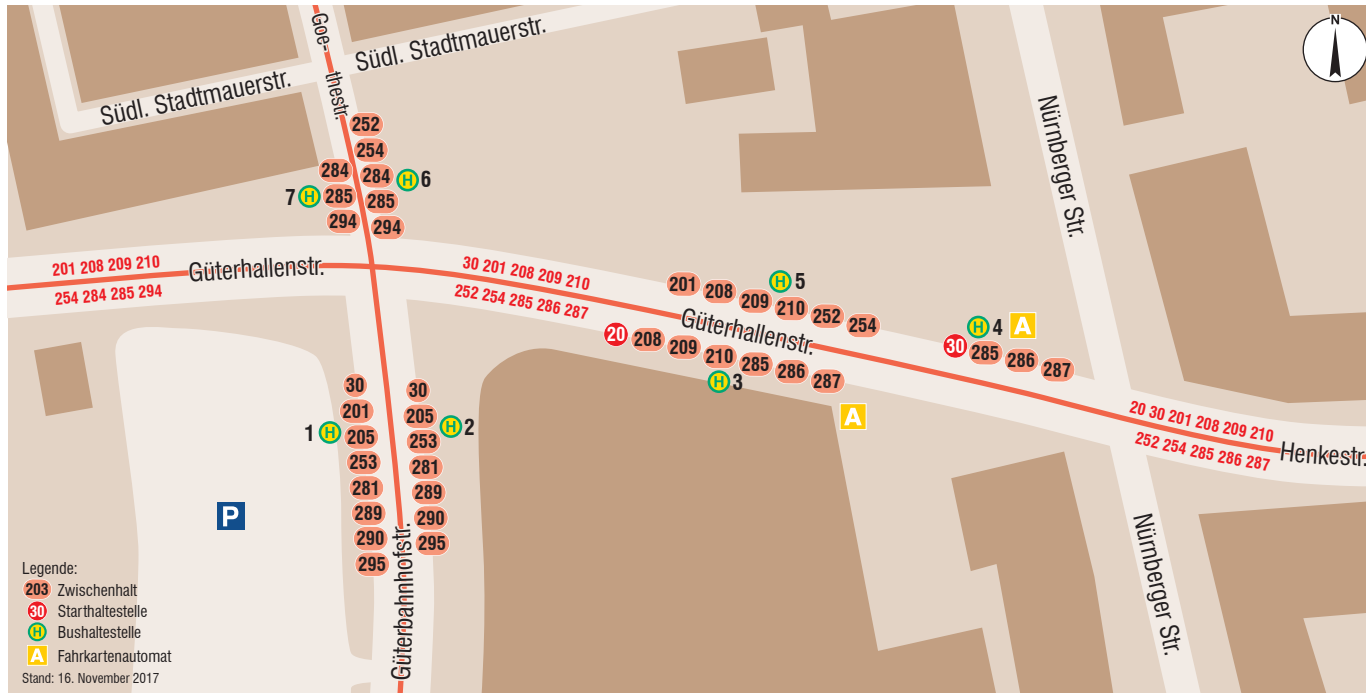 Goe-
thestr.
Südl. Stadtmauerstr.
Südl. Stadtmauerstr.
N
Nürnberger Str.
252
254
284
285
294
7 H
284
285
294
H 6
201 208 209 210
Güterhallenstr.
254 284 285 294
30 201 208 209 210
252 254 285 286 287
201 208 209 210 252 254
H 5
Güterhallenstr.
20 208 209 210 285 286 287
H 3
A
H 4 A
30 285 286 287
20 30 201 208 209 210
252 254 285 286 287
Henkestr.
30
201
205
253
281
289
290
295
1 H
30
205
253
281
289
290
295
H 2
P
Güterbahnhofstr.
Nürnberger Str.
Legende:
203 Zwischenhalt
30 Starthaltestelle
H Bushaltestelle
A Fahrkartenautomat
Stand: 16. November 2017